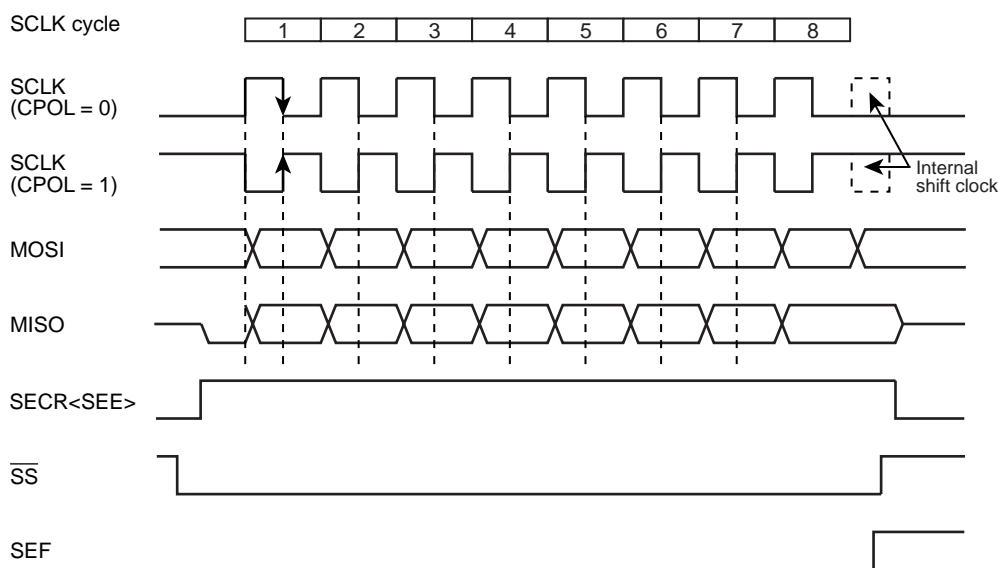 SCLK cycle
1 2 3 4 5 6 7 8
SCLK
(CPOL = 0)
SCLK
(CPOL = 1)
Internal
shift clock
MOSI
MISO
SECR<SEE>
SS
SEF